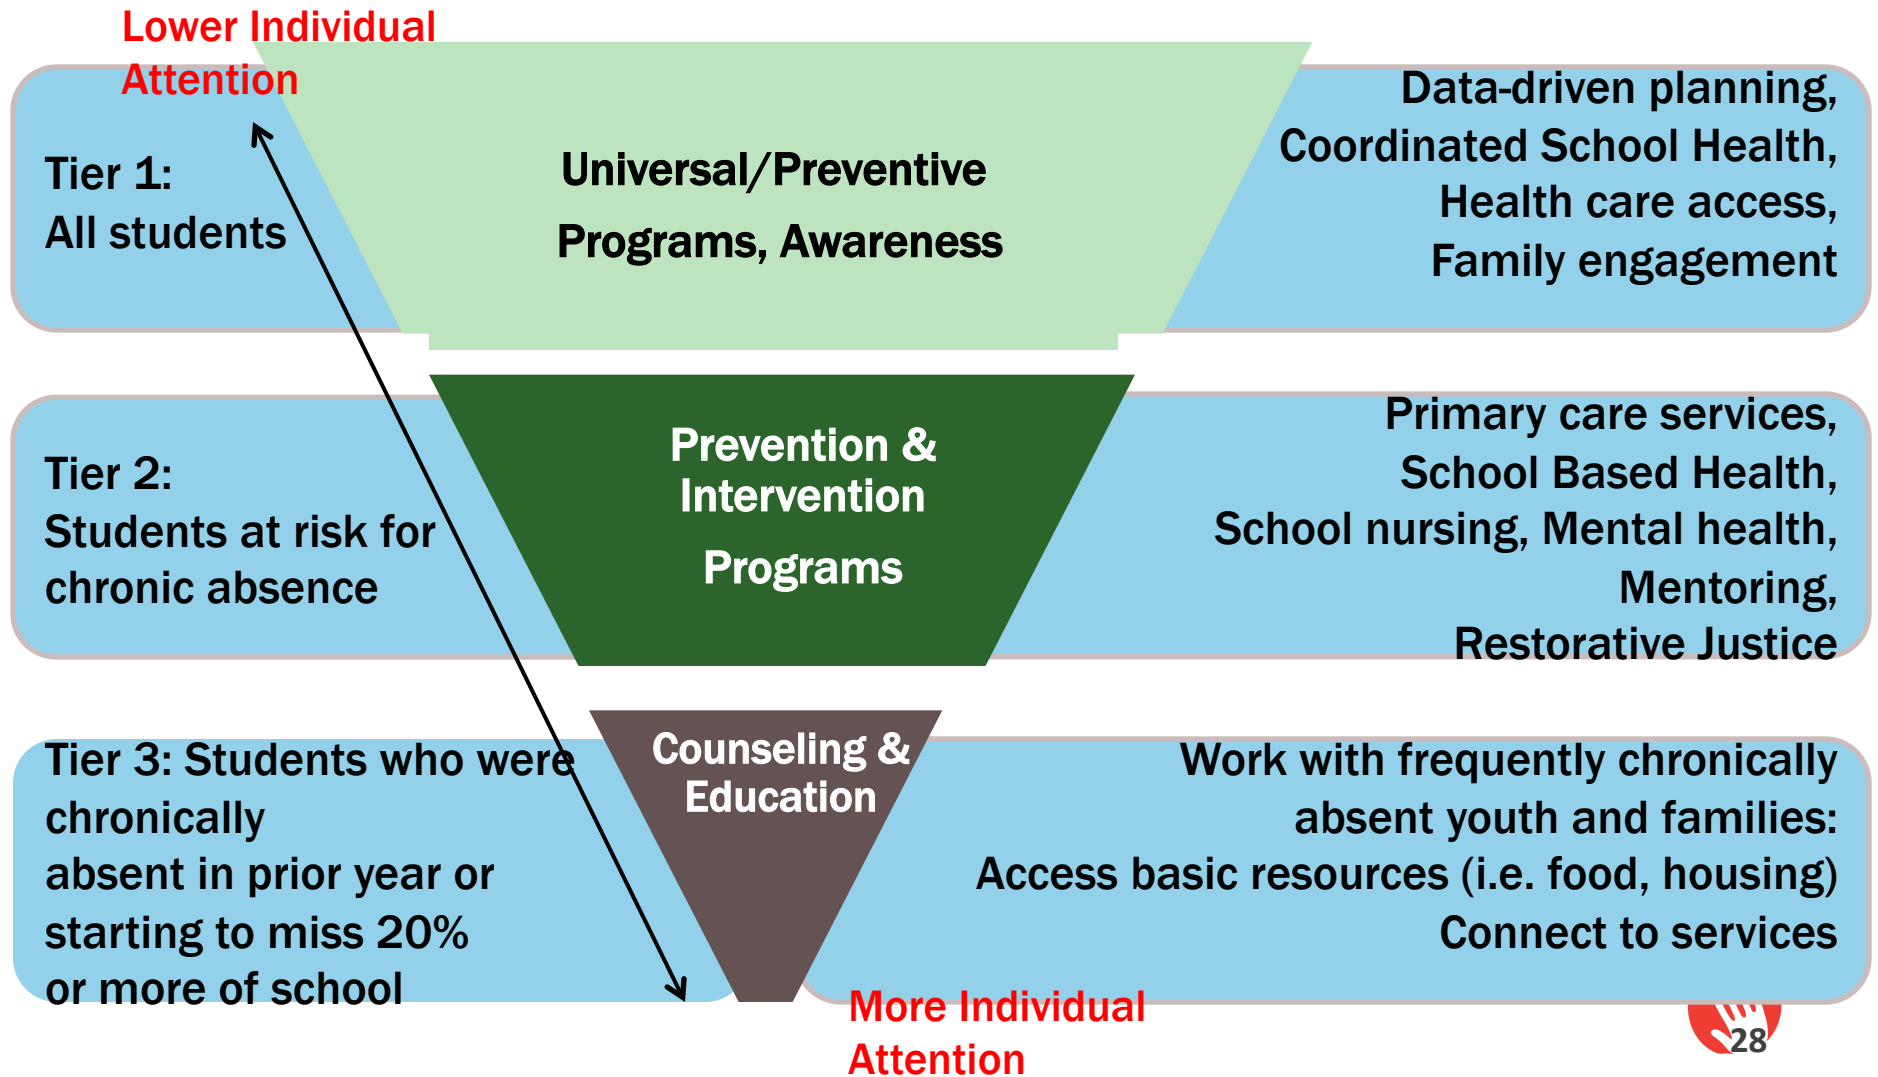 Lower Individual
Attention
Tier 1:
All students
Universal/Preventive
Programs, Awareness
Data-driven planning,
Coordinated School Health,
Health care access,
Family engagement
Tier 2:
Students at risk for
chronic absence
Prevention &
Intervention
Programs
Primary care services,
School Based Health,
School nursing, Mental health,
Mentoring,
Restorative Justice
Tier 3: Students who were
chronically
absent in prior year or
starting to miss 20%
or more of school
Counseling &
Education
Work with frequently chronically
absent youth and families:
Access basic resources (i.e. food, housing)
Connect to services
More Individual
Attention
28